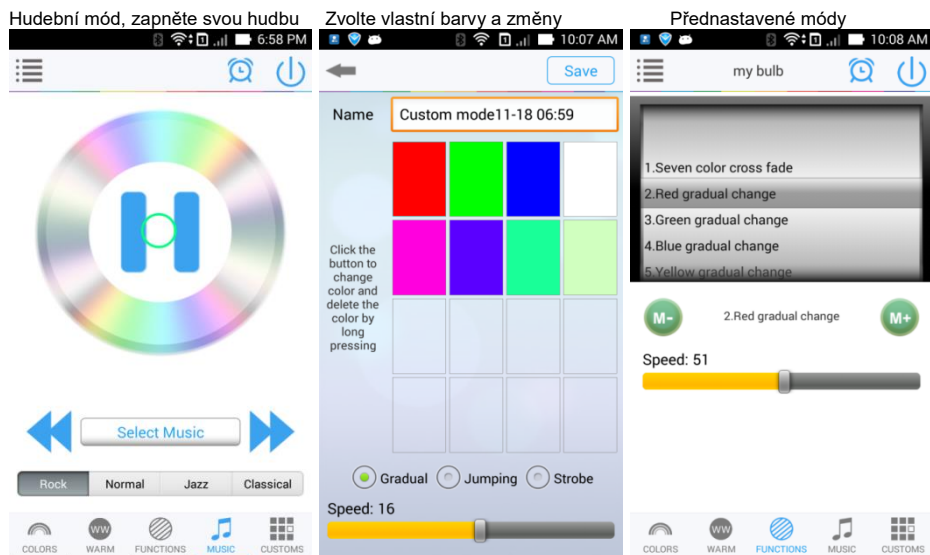 Hudební mód, zapněte svou hudbu
6:58 PM
Select Music
Rock Normal Jazz Classical
COLORS WARM FUNCTIONS MUSIC CUSTOMS
WW
Zvolte vlastní barvy a změny
10:07 AM
Save
Name Custom mode11-18 06:59
Click the
button to
change
color and
delete the
color by
long
pressing
Gradual Jumping Strobe
Speed: 16
Přednastavené módy
10:08 AM
my bulb
1.Seven color cross fade
2.Red gradual change
3.Green gradual change
4.Blue gradual change
5.Yellow gradual change
M- 2.Red gradual change M+
Speed: 51
WW
COLORS WARM FUNCTIONS MUSIC CUSTOMS